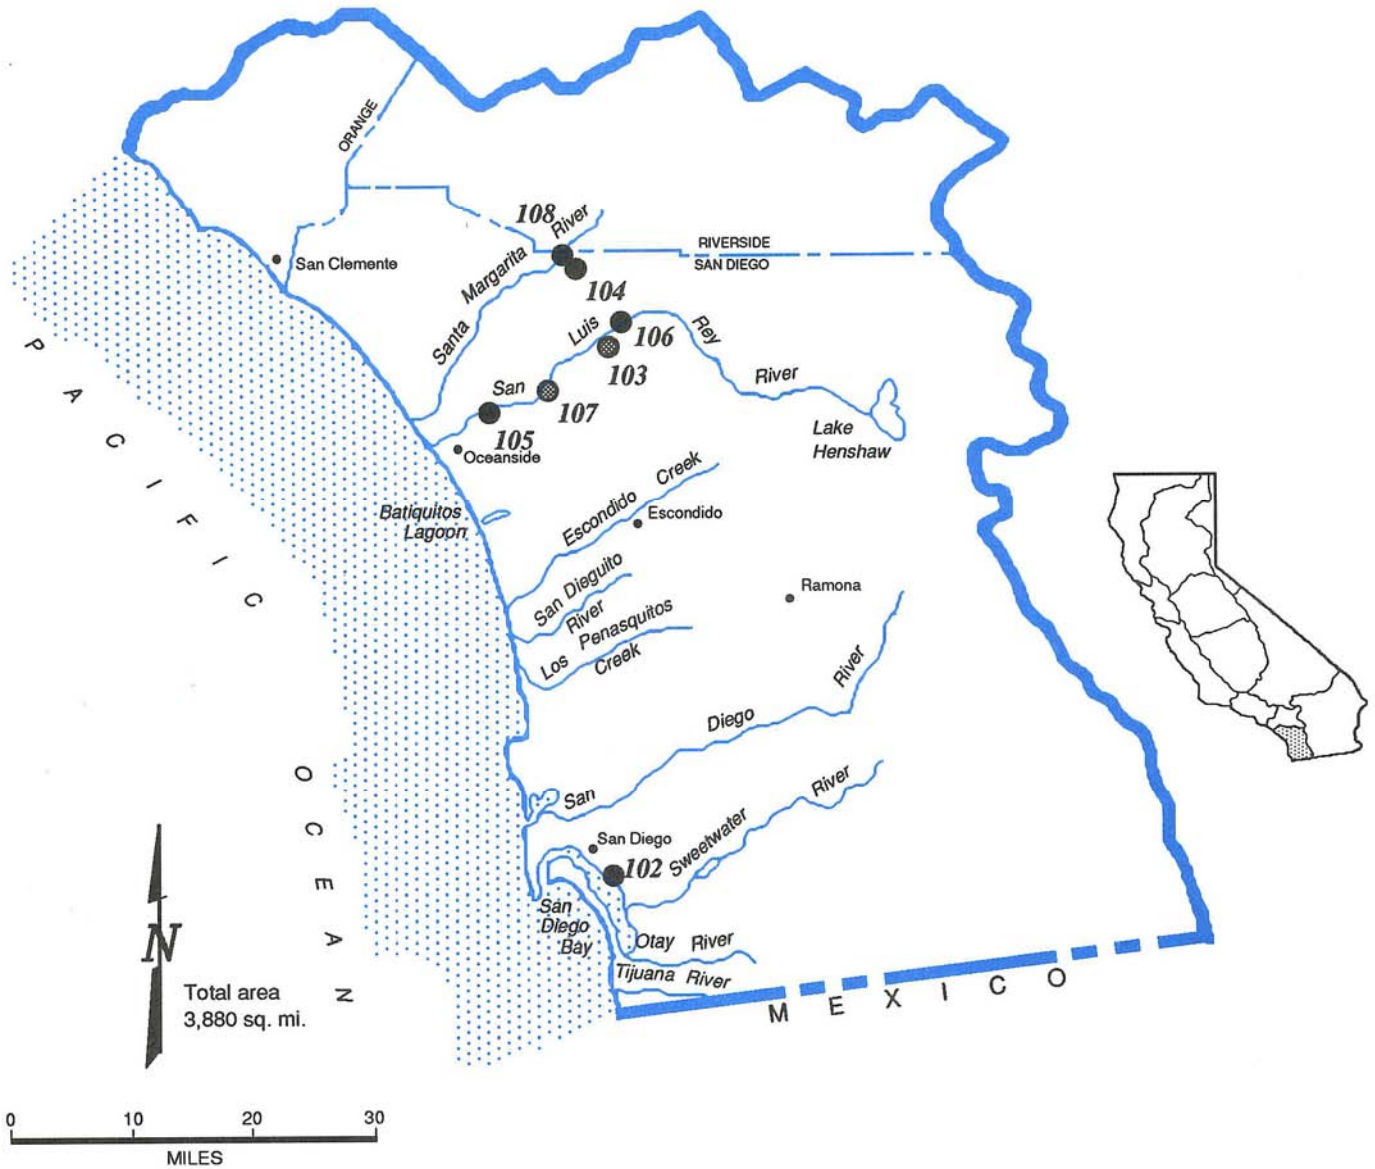 ORANGE
108
River
RIVERSIDE
SAN DIEGO
San Clemente
Margarita
Santa
104
Luis
106
Rey
103
River
San
107
105
Oceanside
Lake
Henshaw
Batiquitos
Lagoon
Escondido Creek
Escondido
San Dieguito
River
Ramona
Los Penasquitos
Creek
River
Diego
San
River
Sweetwater
San Diego
102
San
Diego
Bay
Otay River
Tijuana River
PACIFIC OCEAN
MEXICO
N
Total area
3,880 sq. mi.
0 10 20 30
MILES